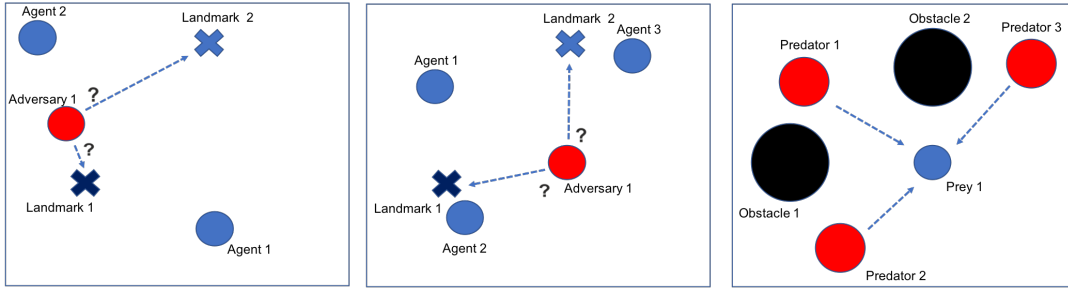 Agent 2
Landmark 2
Adversary 1
?
?
Landmark 1
Agent 1
Landmark 2
Agent 3
Agent 1
?
?
Adversary 1
Landmark 1
Agent 2
Obstacle 2
Predator 1
Predator 3
Prey 1
Obstacle 1
Predator 2